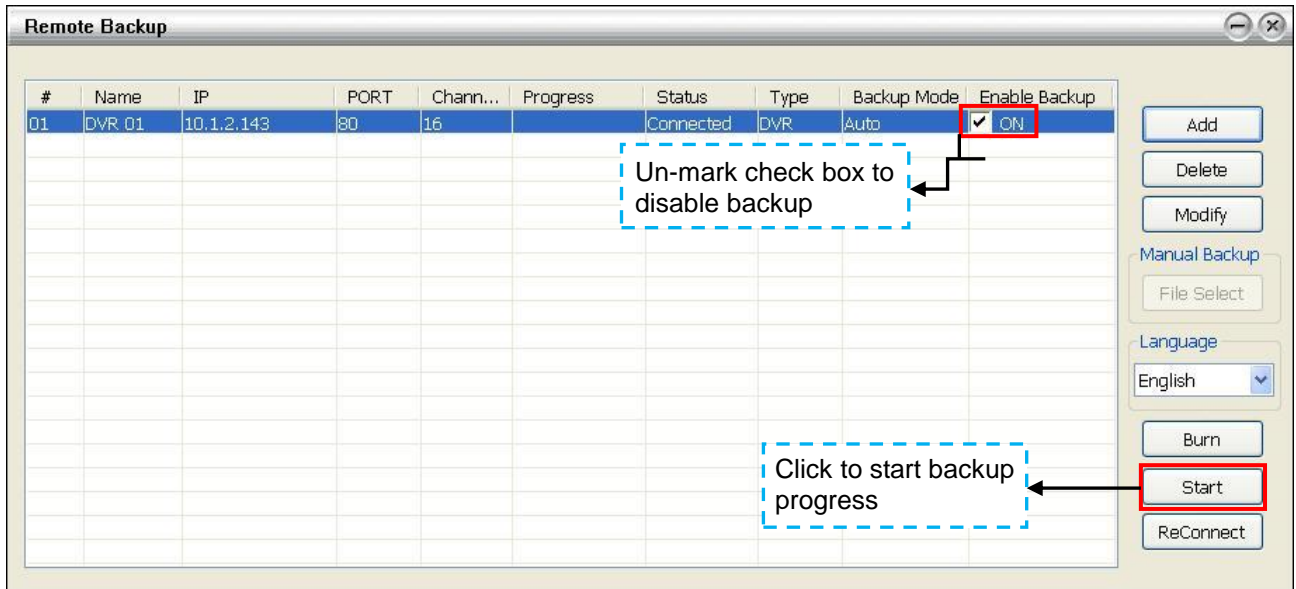 Remote Backup
# Name IP PORT Chann... Progress Status Type Backup Mode Enable Backup
01 DVR 01 10.1.2.143 80 16 Connected DVR Auto ON
Add
Un-mark check box to
disable backup
Delete
Modify
Manual Backup
File Select
Language
English
Burn
Click to start backup
progress
Start
ReConnect